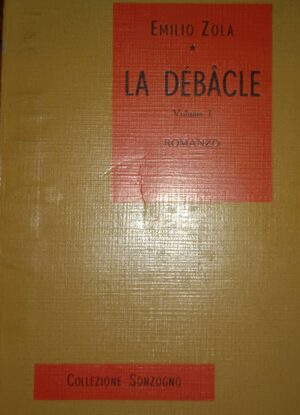 EMILIO ZOLA
★
LA DÉBÂCLE
Volume I
ROMANZO
COLLEZIONE SONZOGNO